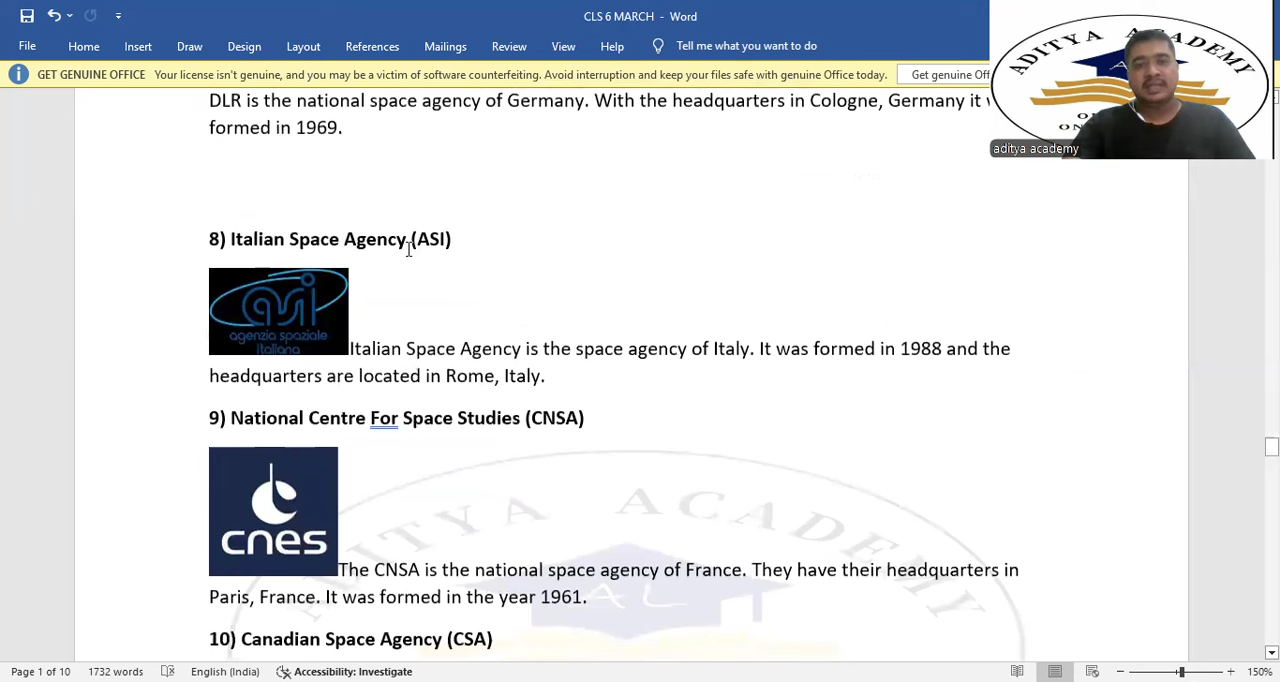 CLS 6 MARCH - Word
File Home Insert Draw Design Layout References Mailings Review View Help Tell me what you want to do
GET GENUINE OFFICE Your license isn't genuine, and you may be a victim of software counterfeiting. Avoid interruption and keep your files safe with genuine Office today. Get genuine Off
ADITYA ACADEMY
aditya academy
DLR is the national space agency of Germany. With the headquarters in Cologne, Germany it
formed in 1969.
8) Italian Space Agency (ASI)
asi
agenzia spaziale
italiana
Italian Space Agency is the space agency of Italy. It was formed in 1988 and the
headquarters are located in Rome, Italy.
9) National Centre For Space Studies (CNSA)
cnes
ADITYA ACADEMY
The CNSA is the national space agency of France. They have their headquarters in
Paris, France. It was formed in the year 1961.
10) Canadian Space Agency (CSA)
Page 1 of 10 1732 words English (India) Accessibility: Investigate 150%